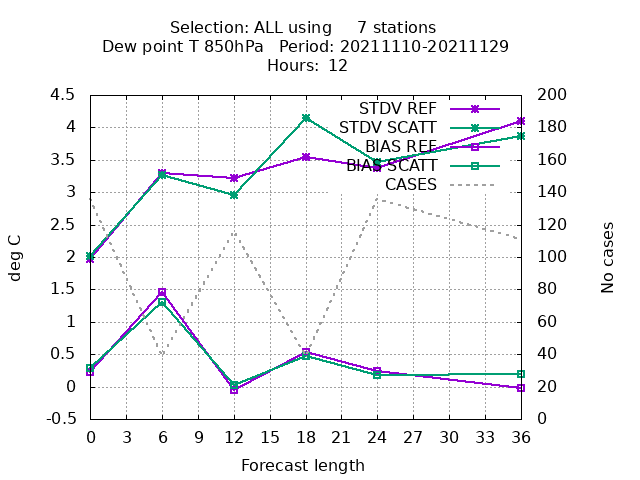 Selection: ALL using 7 stations
Dew point T 850hPa Period: 20211110-20211129
Hours: 12
4.5
4
3.5
3
2.5
2
1.5
1
0.5
0
-0.5
deg C
STDV REF
STDV SCATT
BIAS REF
BIAS SCATT
CASES
200
180
160
140
120
100
80
60
40
20
0
No cases
0 3 6 9 12 15 18 21 24 27 30 33 36
Forecast length